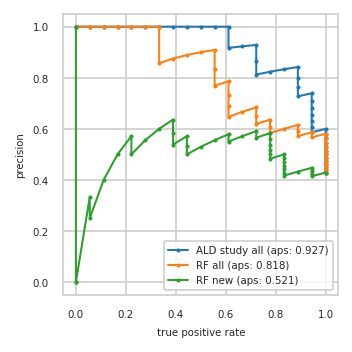 1.0
0.8
0.6
0.4
0.2
0.0
precision
0.0 0.2 0.4 0.6 0.8 1.0
true positive rate
ALD study all (aps: 0.927)
RF all (aps: 0.818)
RF new (aps: 0.521)